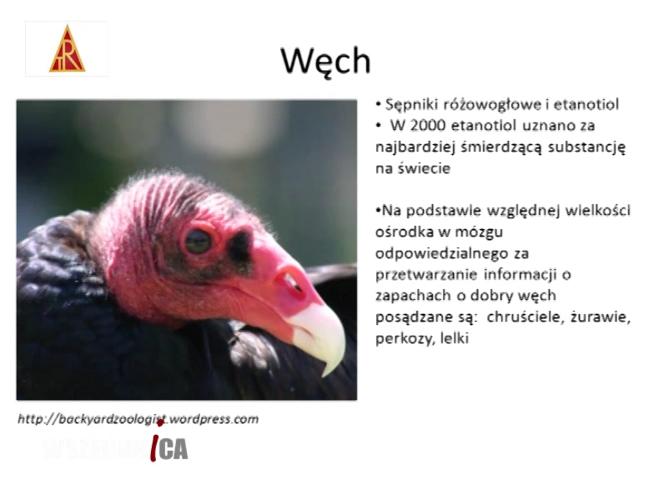 Węch
• Sępniki różowogłowe i etanotiol
• W 2000 etanotiol uznano za
najbardziej śmierdzącą substancję
na świecie
•Na podstawie względnej wielkości
ośrodka w mózgu
odpowiedzialnego za
przetwarzanie informacji o
zapachach o dobry węch
posądzane są: chruściele, żurawie,
perkozy, lelki
http://backyardzoologist.wordpress.com
WSZECHNICA